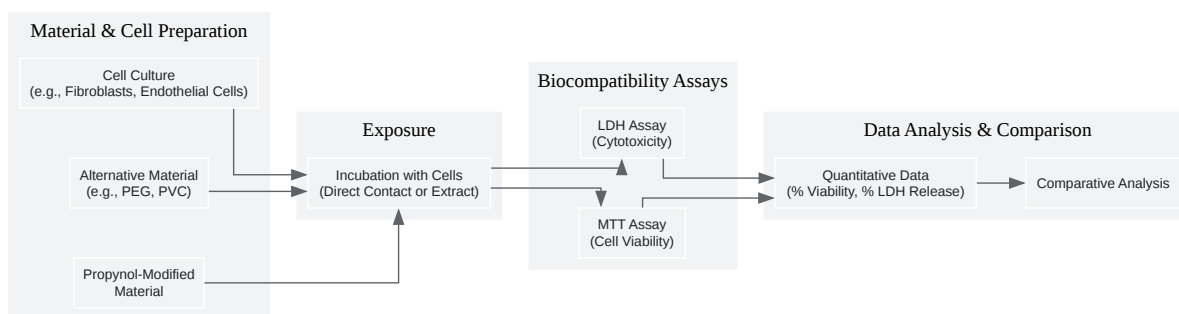 Material & Cell Preparation
Cell Culture
(e.g., Fibroblasts, Endothelial Cells)
Alternative Material
(e.g., PEG, PVC)
Propynol-Modified
Material
Exposure
Incubation with Cells
(Direct Contact or Extract)
Biocompatibility Assays
LDH Assay
(Cytotoxicity)
MTT Assay
(Cell Viability)
Data Analysis & Comparison
Quantitative Data
(% Viability, % LDH Release)
Comparative Analysis